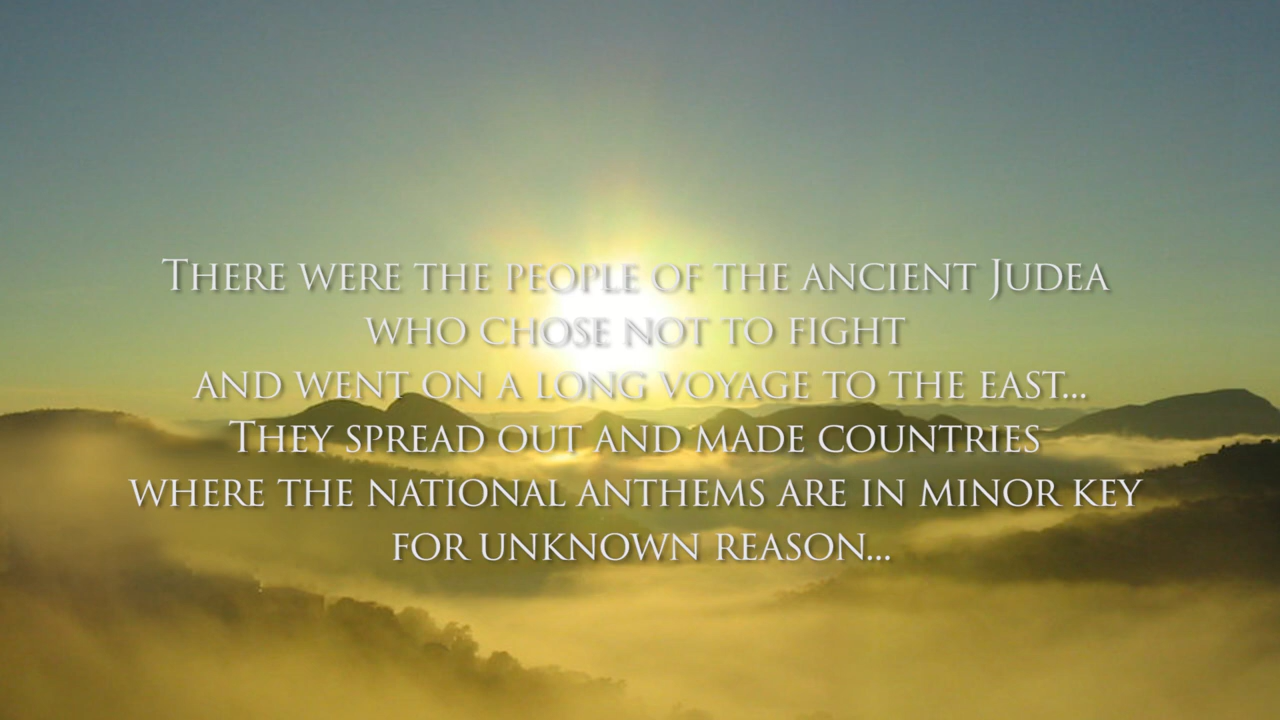 There were the people of the ancient Judea
who chose not to fight
and went on a long voyage to the east...
They spread out and made countries
where the national anthems are in minor key
for unknown reason...